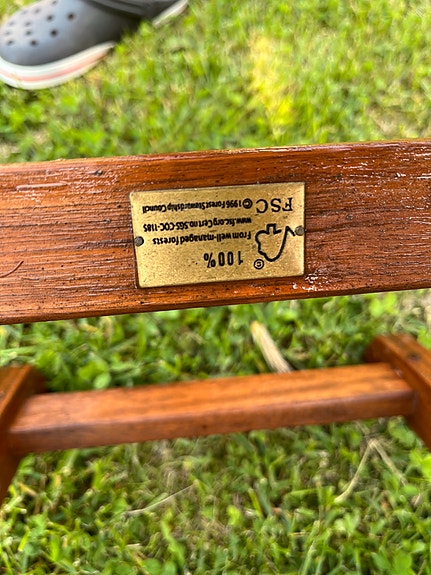 100%
From well-managed forests
www.fsc.org Cert no. SGS-COC-1185
FSC © 1996 Forest Stewardship Council